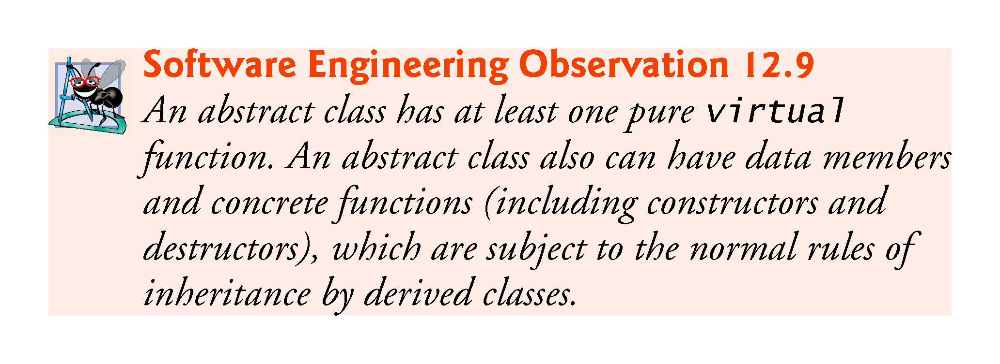 Software Engineering Observation 12.9
An abstract class has at least one pure virtual
function. An abstract class also can have data members
and concrete functions (including constructors and
destructors), which are subject to the normal rules of
inheritance by derived classes.